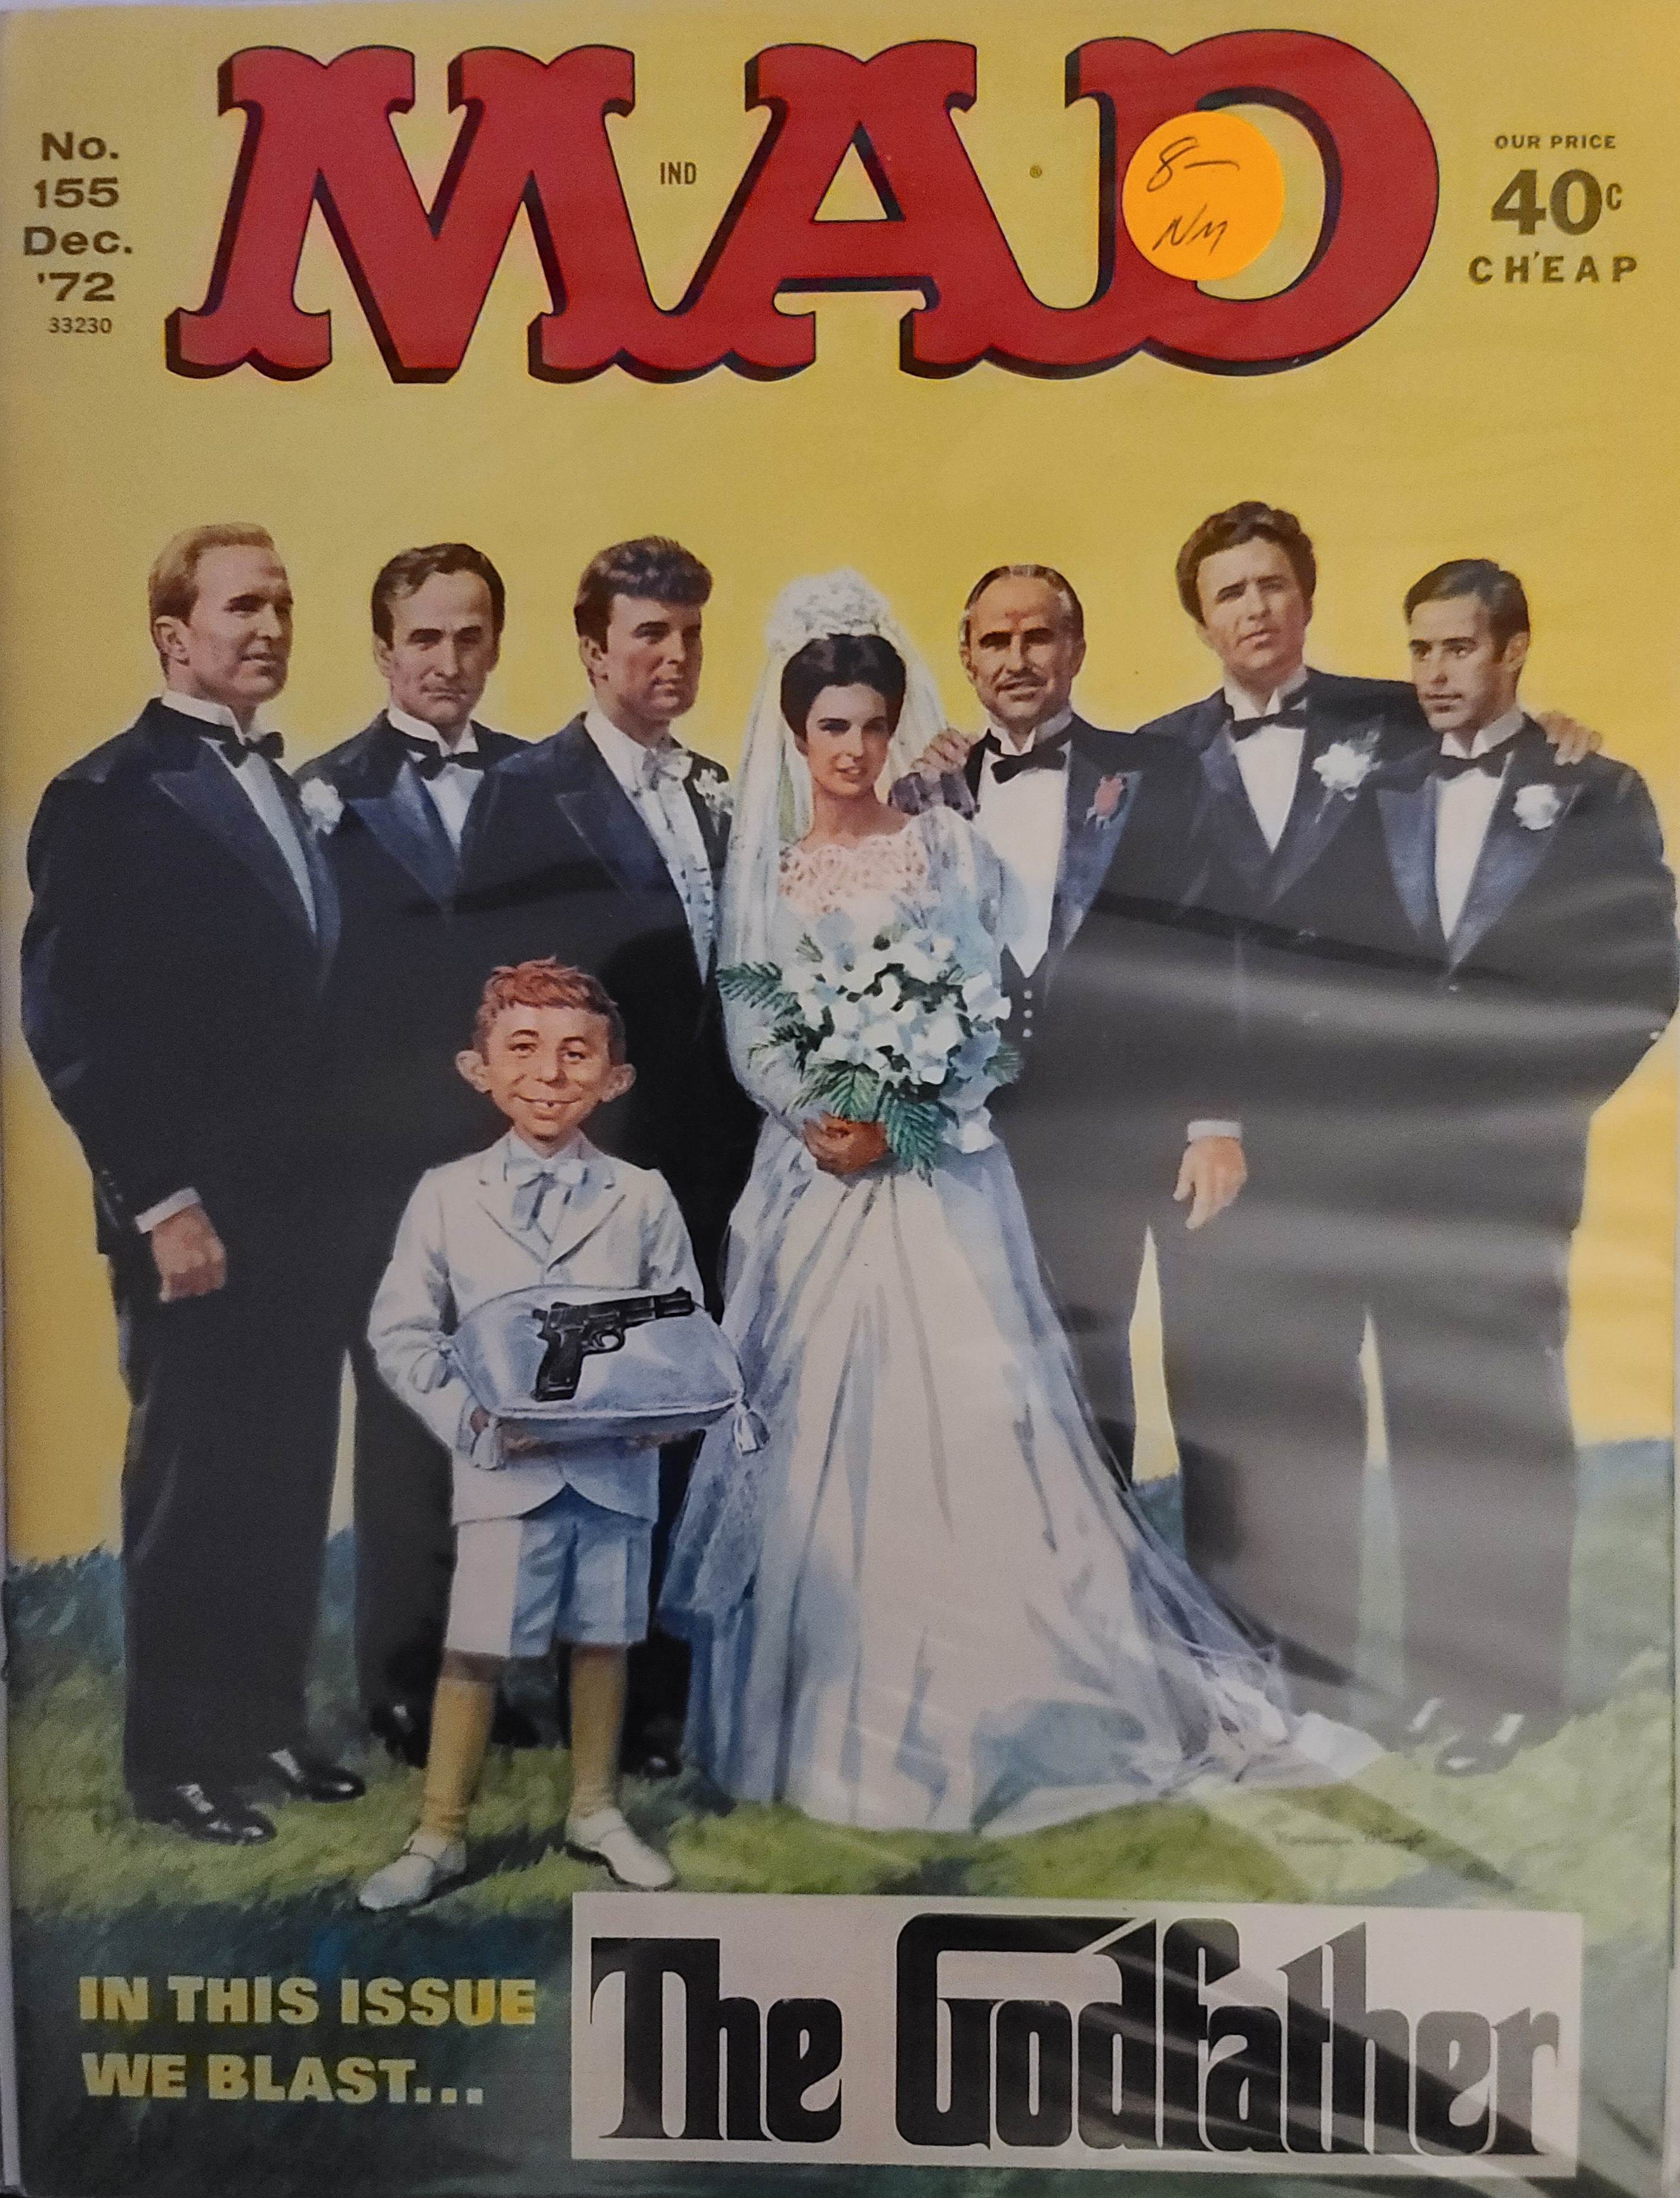 MAD
IND
®
No.
155
Dec.
'72
33230
OUR PRICE
40¢
CHEAP
8-
NM
IN THIS ISSUE
WE BLAST...
The Godfather